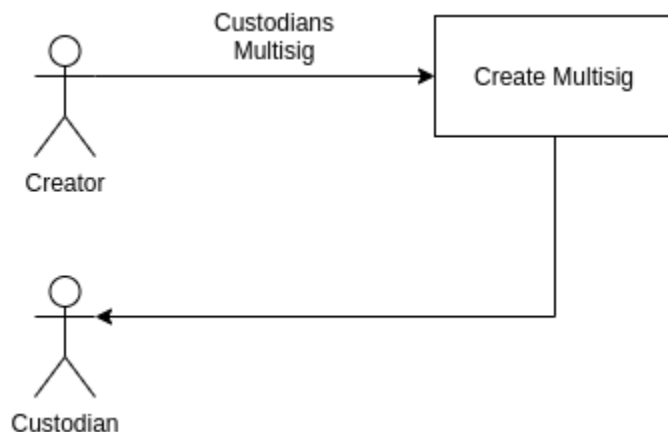 Custodians
Multisig
Create Multisig
Creator
Custodian